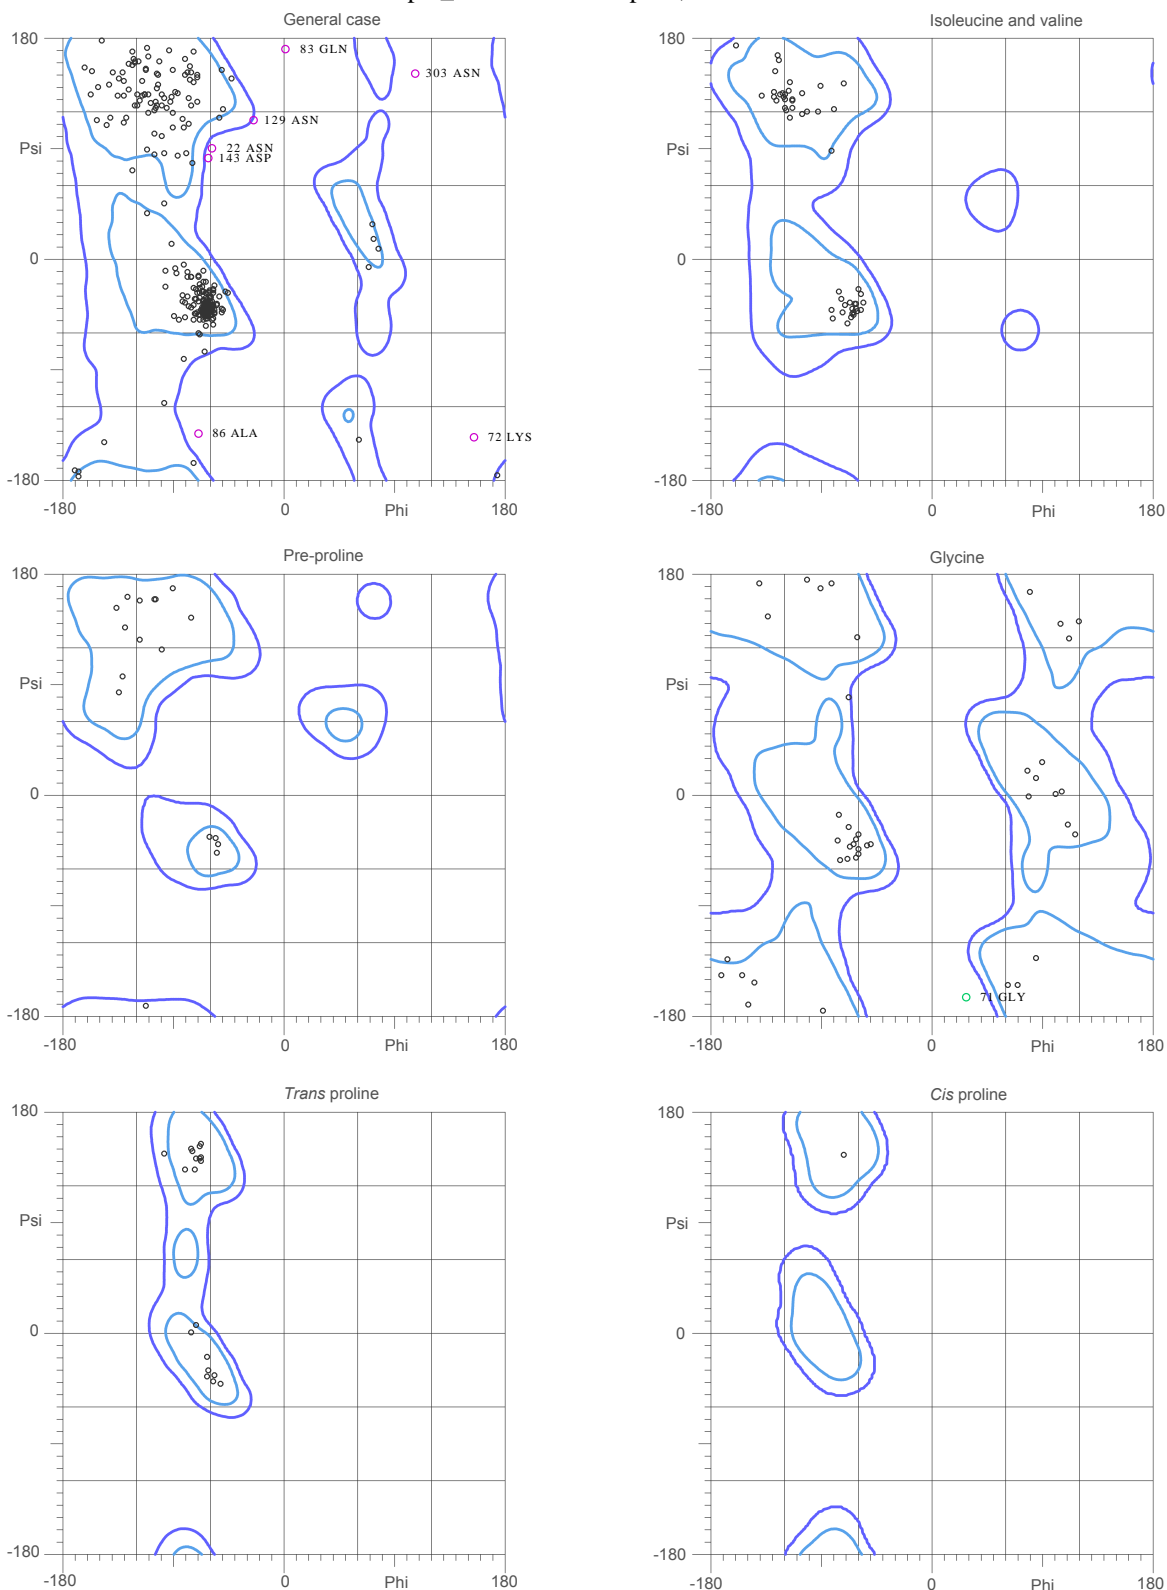 General case
Isoleucine and valine
180
Psi
0
-180
-180
0
Phi
180
83 GLN
303 ASN
129 ASN
22 ASN
143 ASP
86 ALA
72 LYS
180
Psi
0
-180
-180
0
Phi
180
Pre-proline
Glycine
180
Psi
0
-180
-180
0
Phi
180
180
Psi
0
-180
-180
0
Phi
180
71 GLY
Trans proline
Cis proline
180
Psi
0
-180
-180
0
Phi
180
180
Psi
0
-180
-180
0
Phi
180